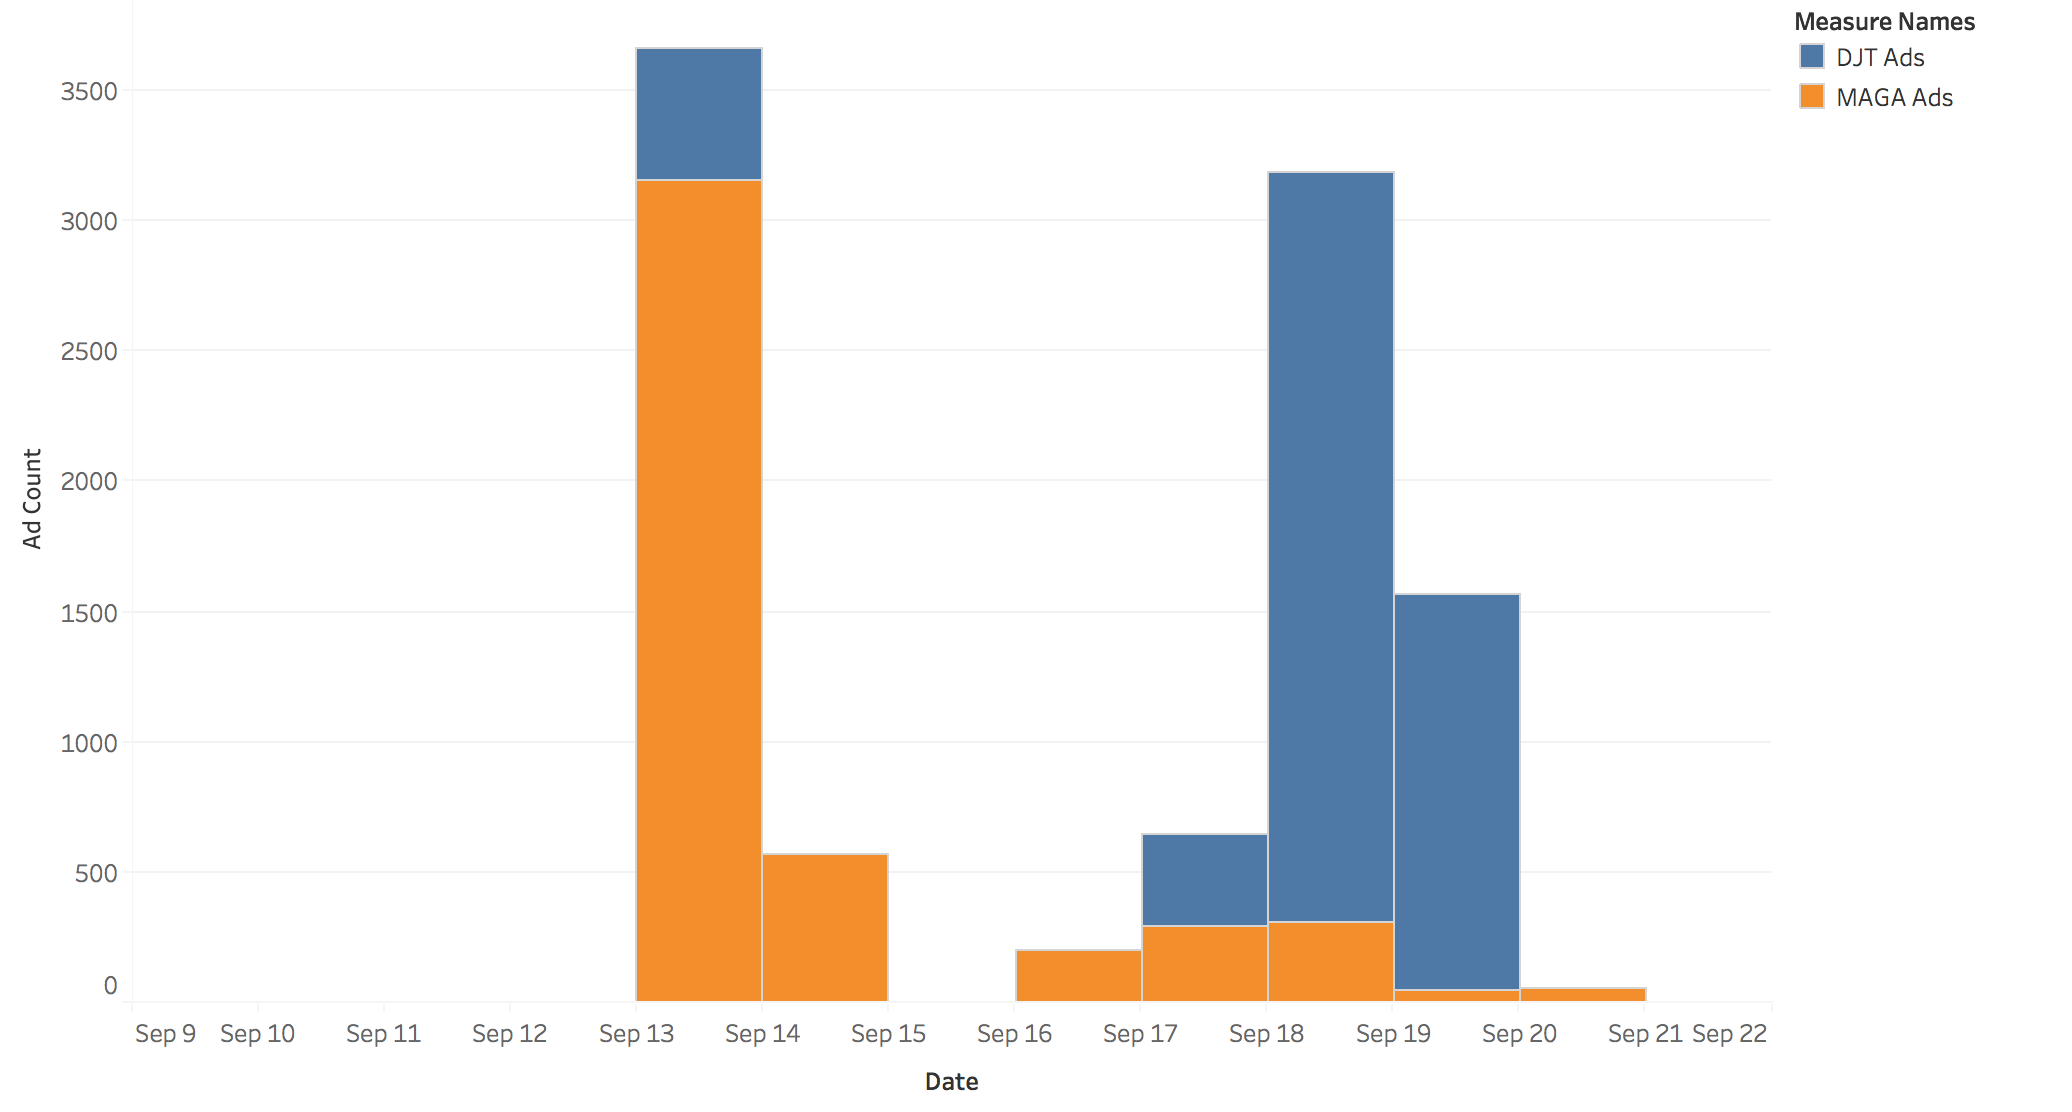 Measure Names
DJT Ads
MAGA Ads
3500
3000
2500
2000
1500
1000
500
0
Ad Count
Sep 9 Sep 10 Sep 11 Sep 12 Sep 13 Sep 14 Sep 15 Sep 16 Sep 17 Sep 18 Sep 19 Sep 20 Sep 21 Sep 22
Date